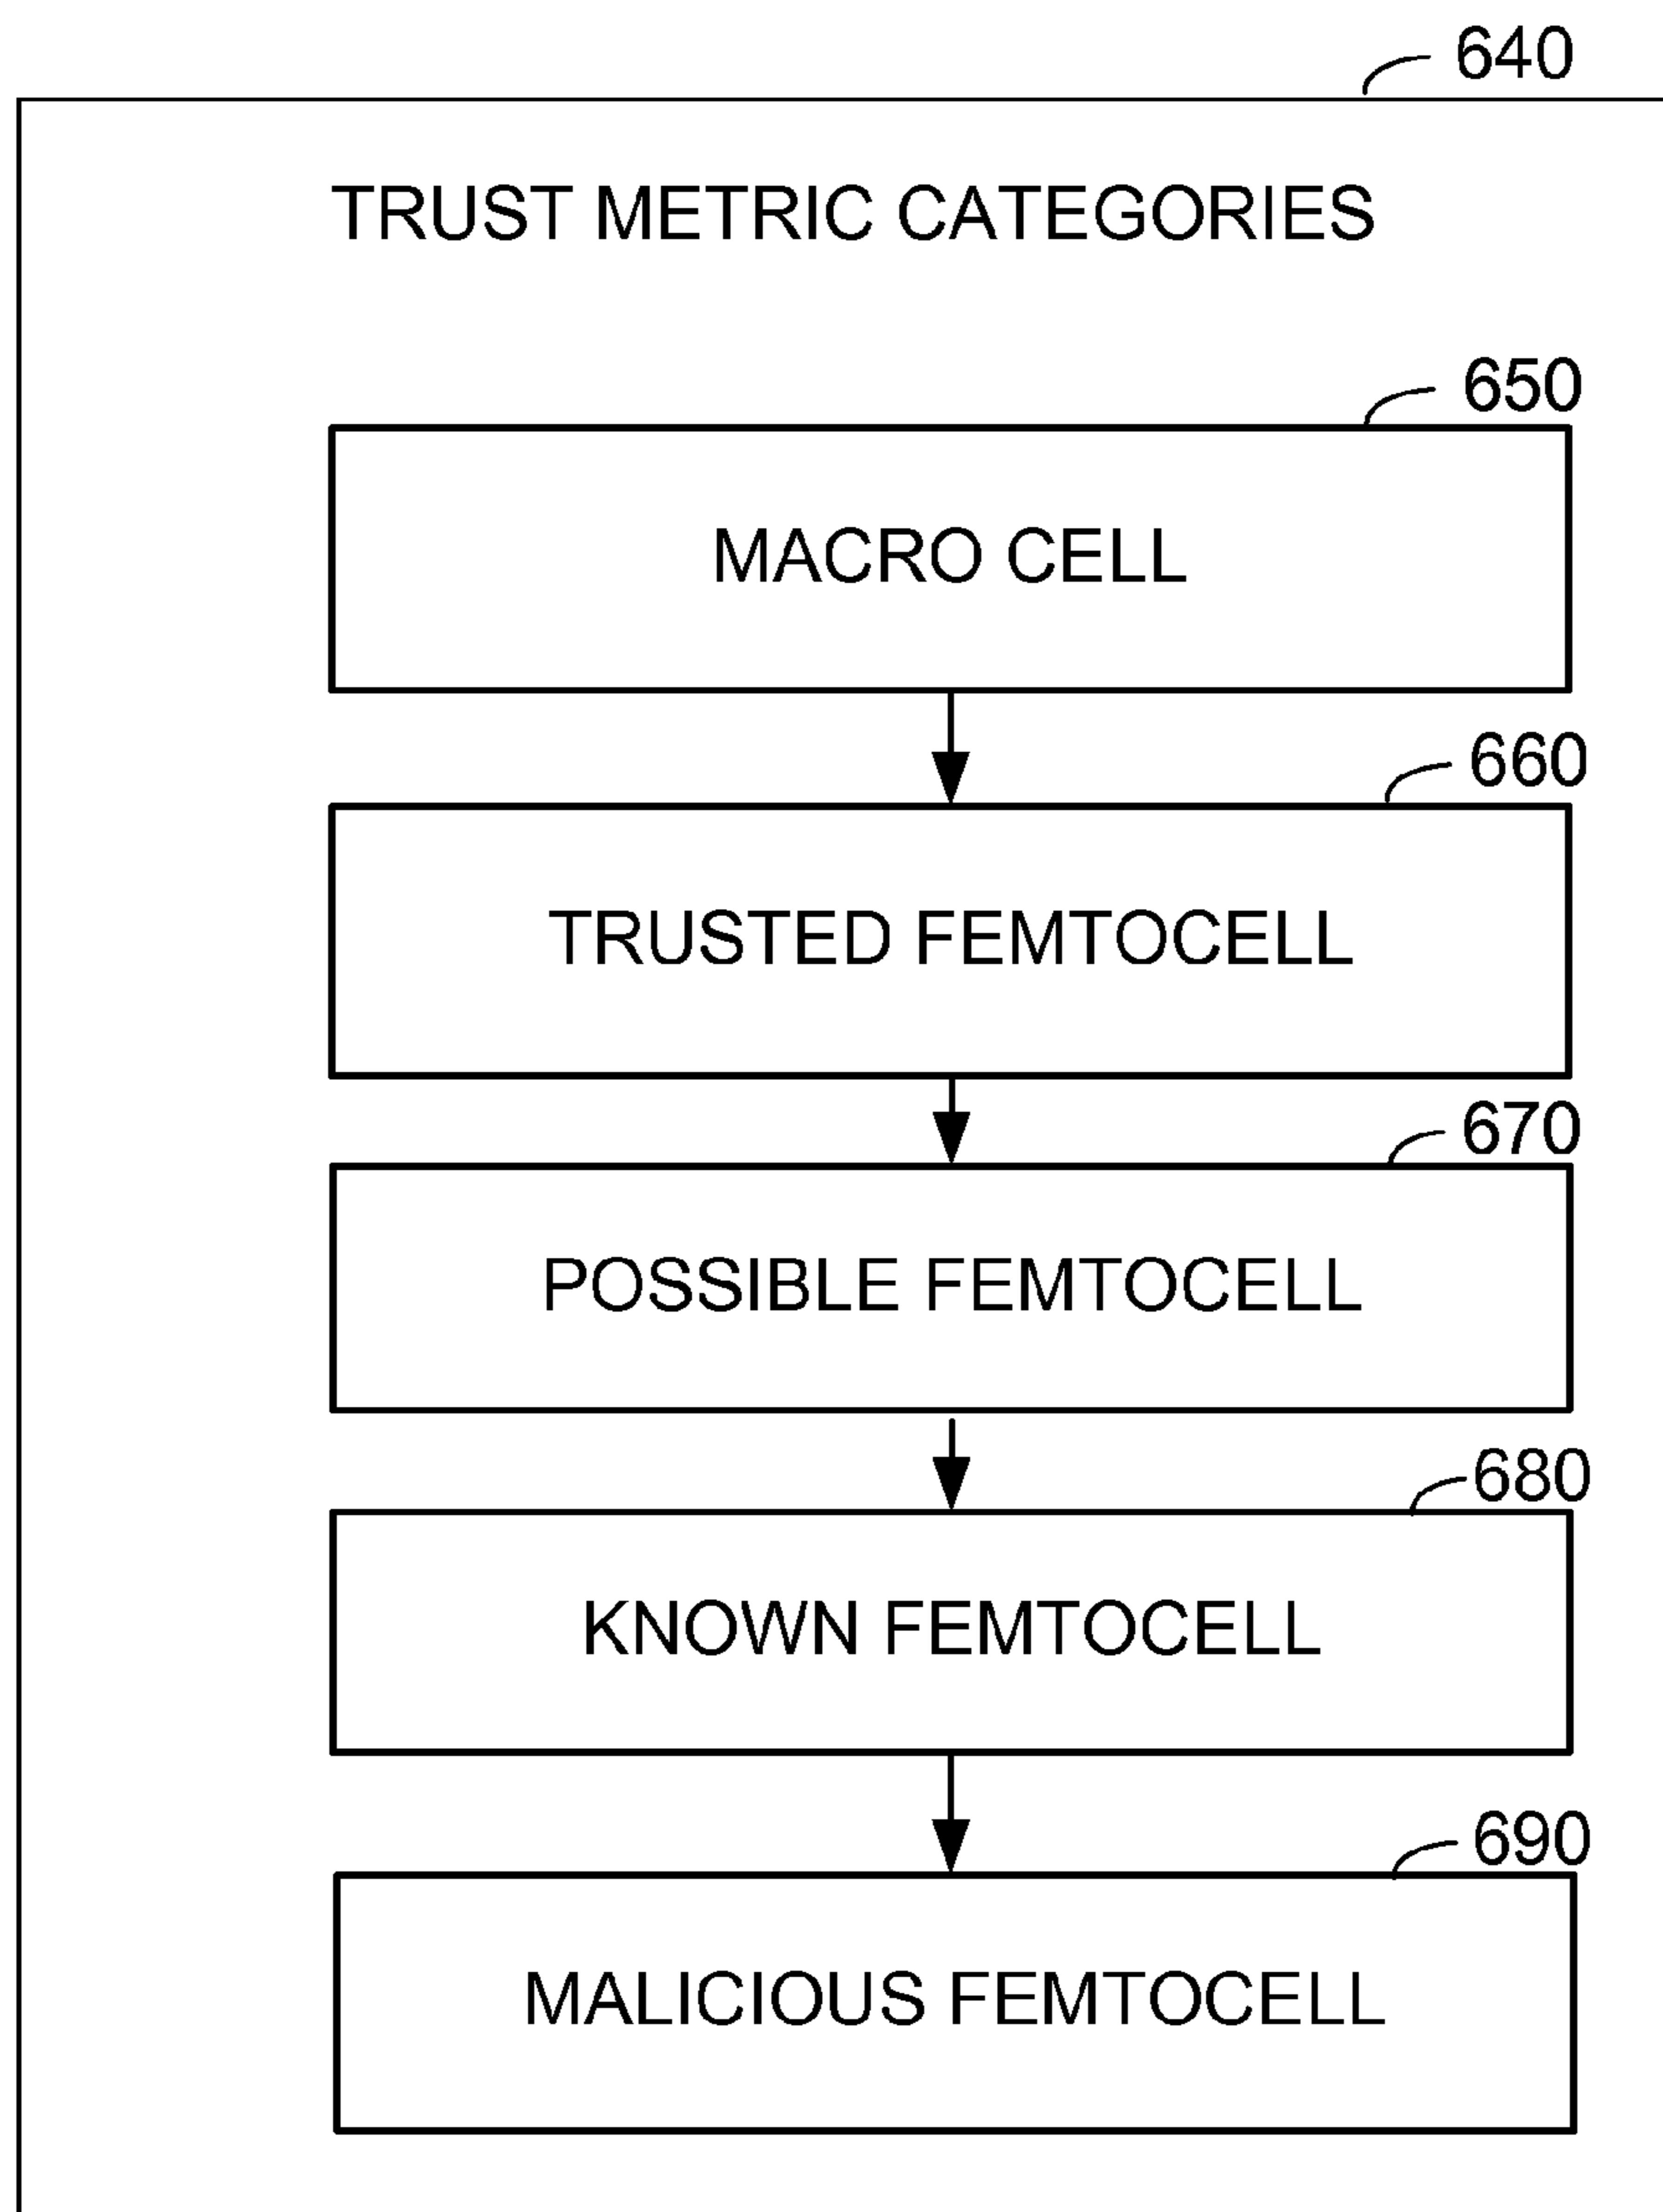 640
TRUST METRIC CATEGORIES
650
MACRO CELL
660
TRUSTED FEMTOCELL
670
POSSIBLE FEMTOCELL
680
KNOWN FEMTOCELL
690
MALICIOUS FEMTOCELL